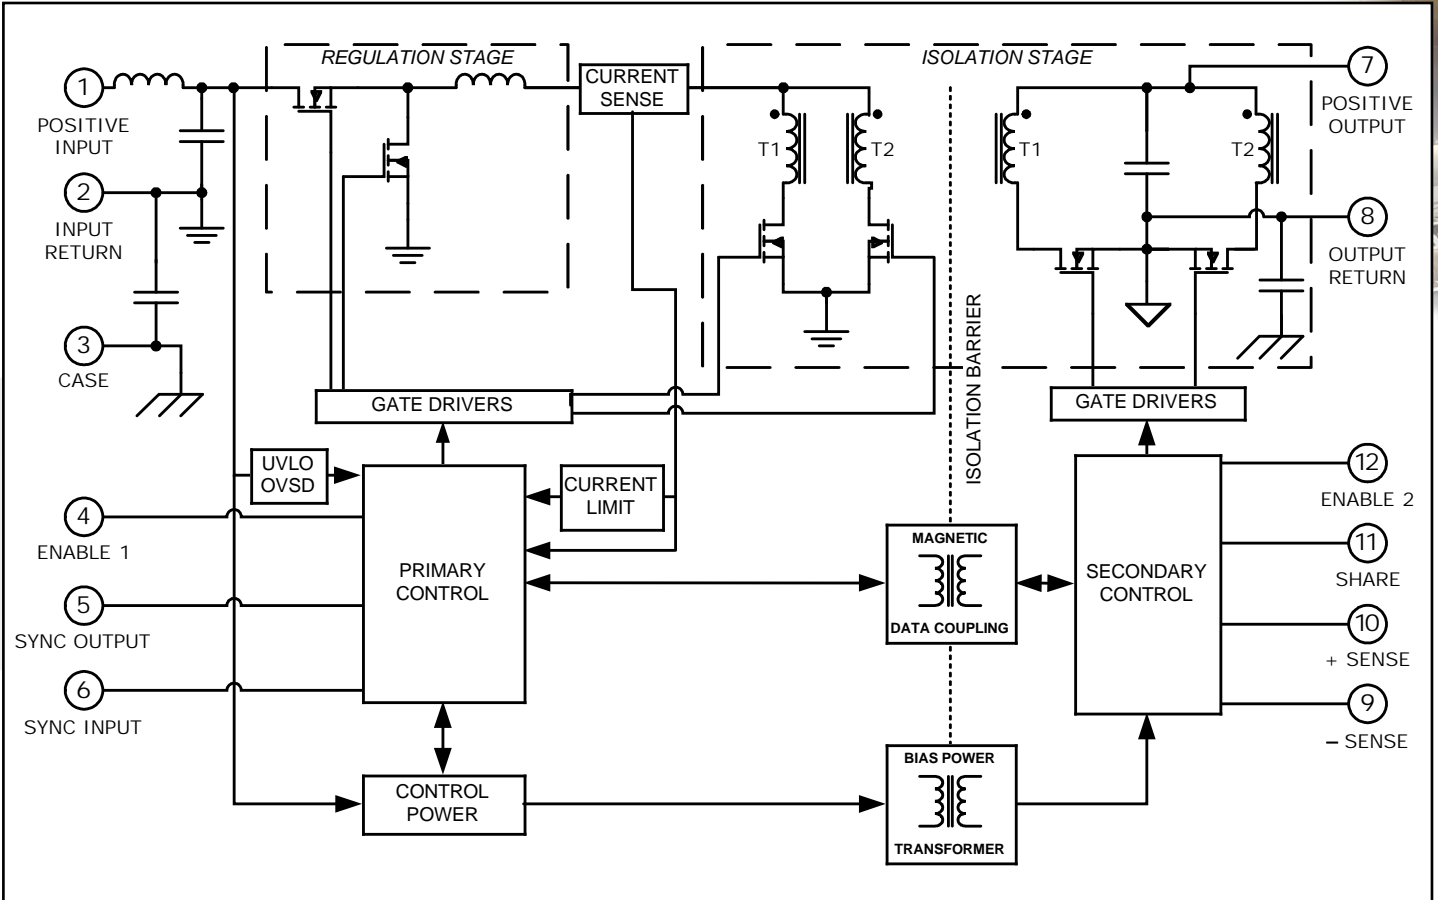 REGULATION STAGE
ISOLATION STAGE
1
POSITIVE
INPUT
CURRENT
SENSE
7
POSITIVE
OUTPUT
T1
T2
T1
T2
2
INPUT
RETURN
8
OUTPUT
RETURN
3
CASE
ISOLATION BARRIER
GATE DRIVERS
GATE DRIVERS
UVLO
OVSD
CURRENT
LIMIT
4
ENABLE 1
12
ENABLE 2
5
SYNC OUTPUT
PRIMARY
CONTROL
MAGNETIC
DATA COUPLING
SECONDARY
CONTROL
11
SHARE
10
+ SENSE
6
SYNC INPUT
9
– SENSE
CONTROL
POWER
BIAS POWER
TRANSFORMER